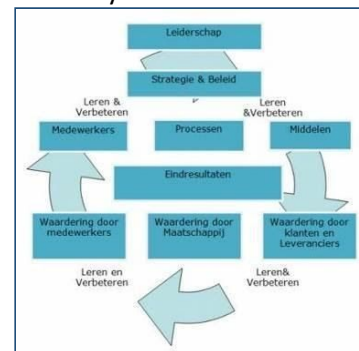 Leiderschap
Strategie & Beleid
Leren &
Verbeteren
Leren
&Verbeteren
Medewerkers
Processen
Middelen
Eindresultaten
Waardering door
medewerkers
Waardering door
Maatschappij
Waardering door
klanten en
Leveranciers
Leren en
Verbeteren
Leren&
Verbeteren